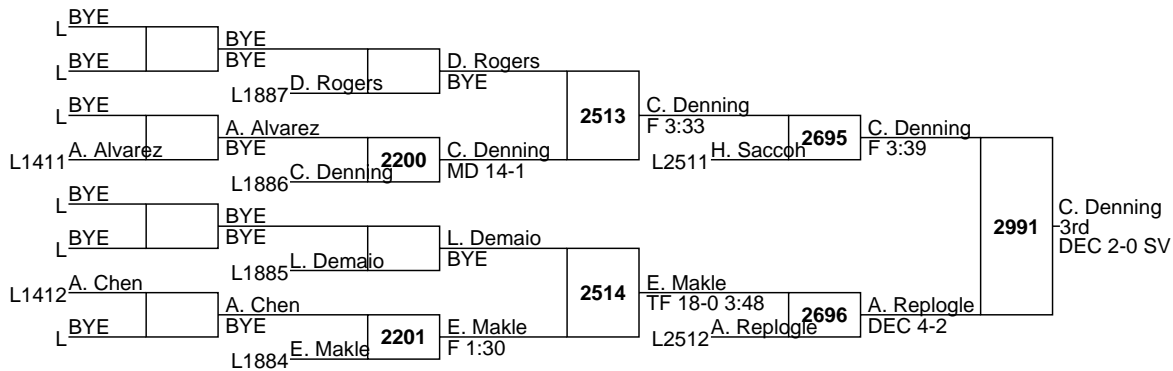 BYE
L
BYE
L
BYE
BYE
D. Rogers
L1887
D. Rogers
BYE
BYE
L
A. Alvarez
L1411
A. Alvarez
BYE
C. Denning
L1886
2200
C. Denning
MD 14-1
2513
C. Denning
F 3:33
H. Saccoh
L2511
2695
C. Denning
F 3:39
BYE
L
BYE
L
BYE
BYE
L. Demaio
L1885
L. Demaio
BYE
A. Chen
L1412
BYE
L
A. Chen
BYE
E. Makle
L1884
2201
E. Makle
F 1:30
2514
E. Makle
TF 18-0 3:48
A. Replogle
L2512
2696
A. Replogle
DEC 4-2
2991
C. Denning
3rd
DEC 2-0 SV